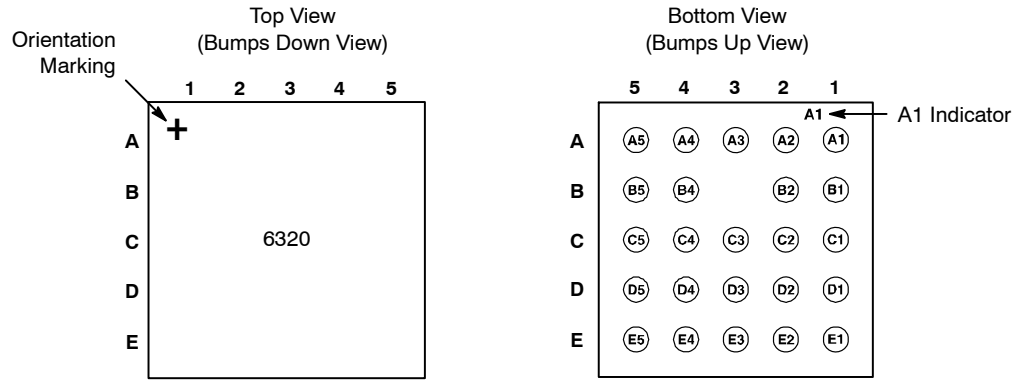 Top View
(Bumps Down View)
Orientation
Marking
1 2 3 4 5
A
B
C
D
E
6320
Bottom View
(Bumps Up View)
5 4 3 2 1
A1
A1 Indicator
A A5 A4 A3 A2 A1
B B5 B4 B2 B1
C C5 C4 C3 C2 C1
D D5 D4 D3 D2 D1
E E5 E4 E3 E2 E1